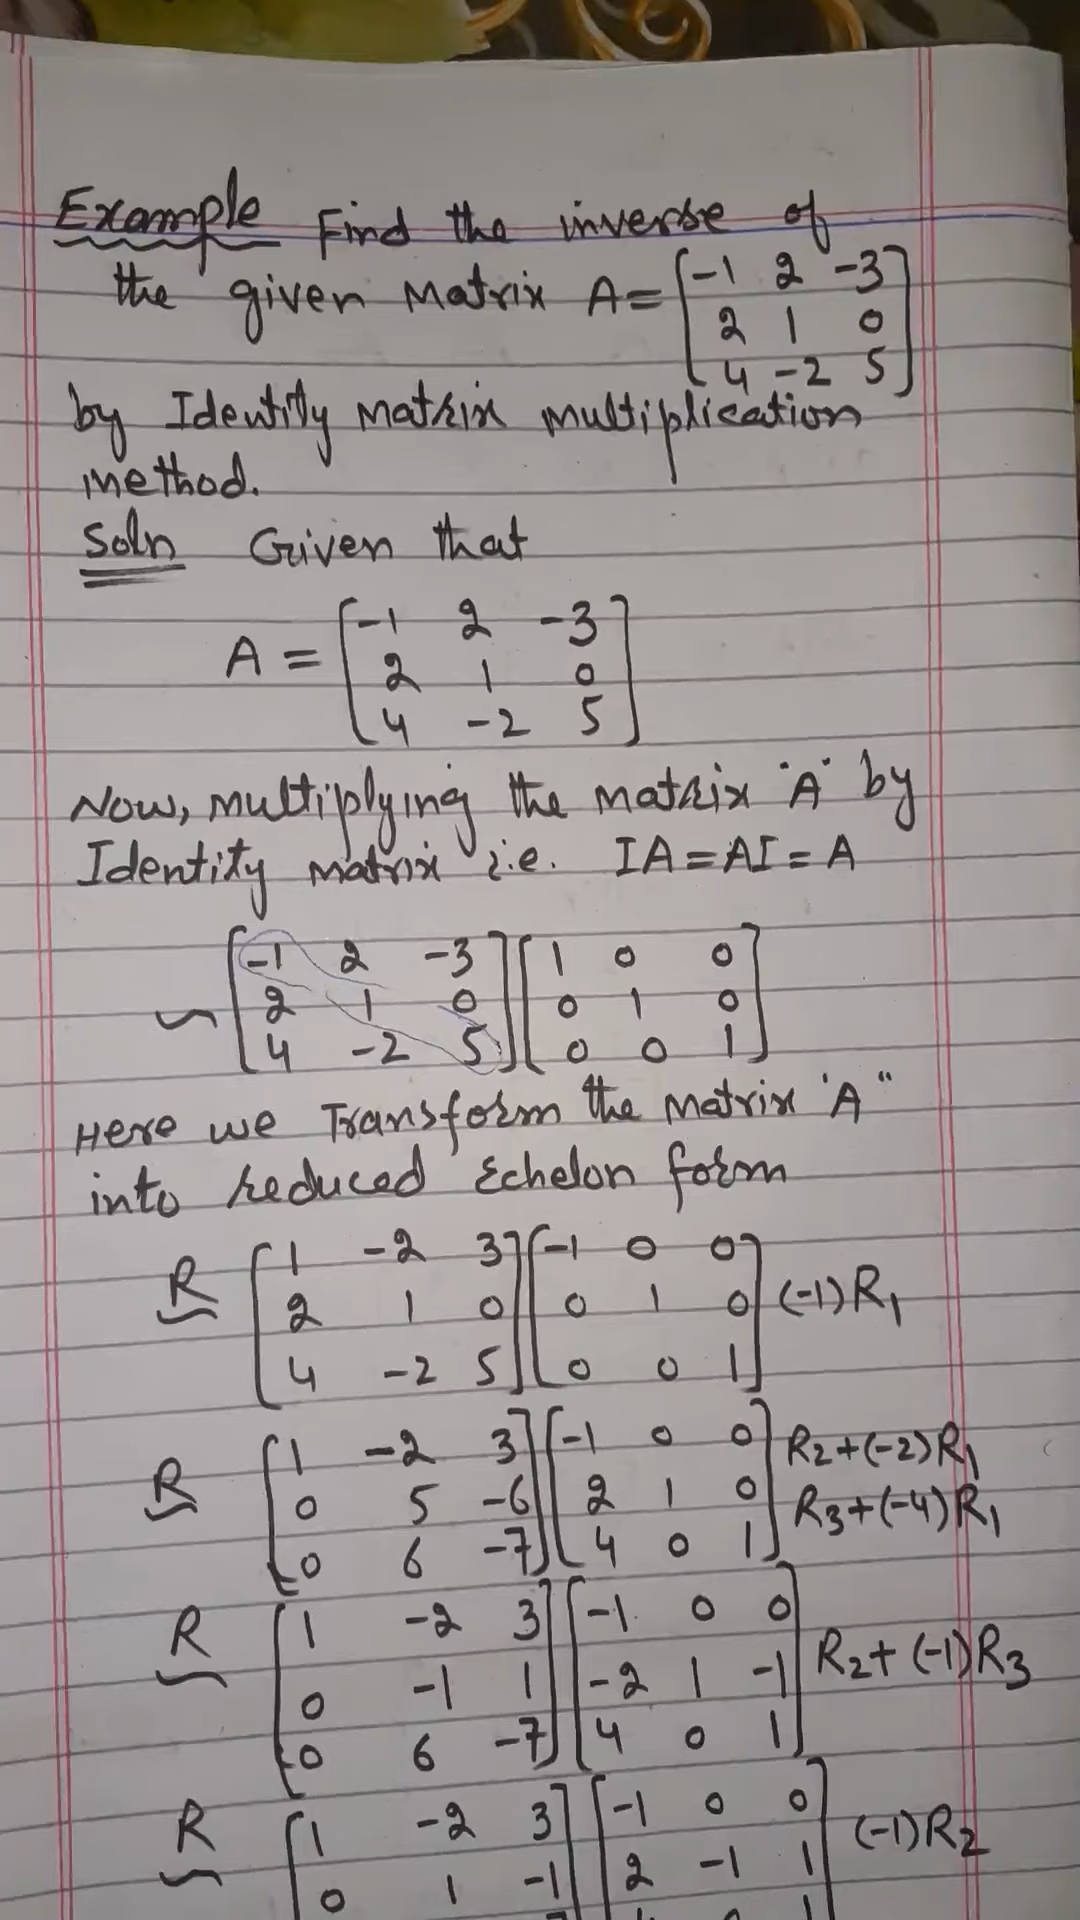 Example Find the inverse of
the given Matrix A = [-1 2 -3
2 1 0
4 -2 5]
by Identity matrix multiplication
method.
Soln Given that
A = [-1 2 -3
2 1 0
4 -2 5]
Now, multiplying the matrix 'A' by
Identity matrix i.e. IA = AI = A
~ [-1 2 -3] [1 0 0]
[2 1 0] [0 1 0]
[4 -2 5] [0 0 1]
Here we Transform the matrix 'A"
into reduced Echelon form
R [1 -2 3] [-1 0 0]
[2 1 0] [0 1 0] (-1)R1
[4 -2 5] [0 0 1]
R [1 -2 3] [-1 0 0] R2+(-2)R1
[0 5 -6] [2 1 0] R3+(-4)R1
[0 6 -7] [4 0 1]
R [1 -2 3] [-1 0 0]
[0 -1 1] [-2 1 -1] R2+(-1)R3
[0 6 -7] [4 0 1]
R [1 -2 3] [-1 0 0] (-1)R2
[0 1 -1] [2 -1 1]